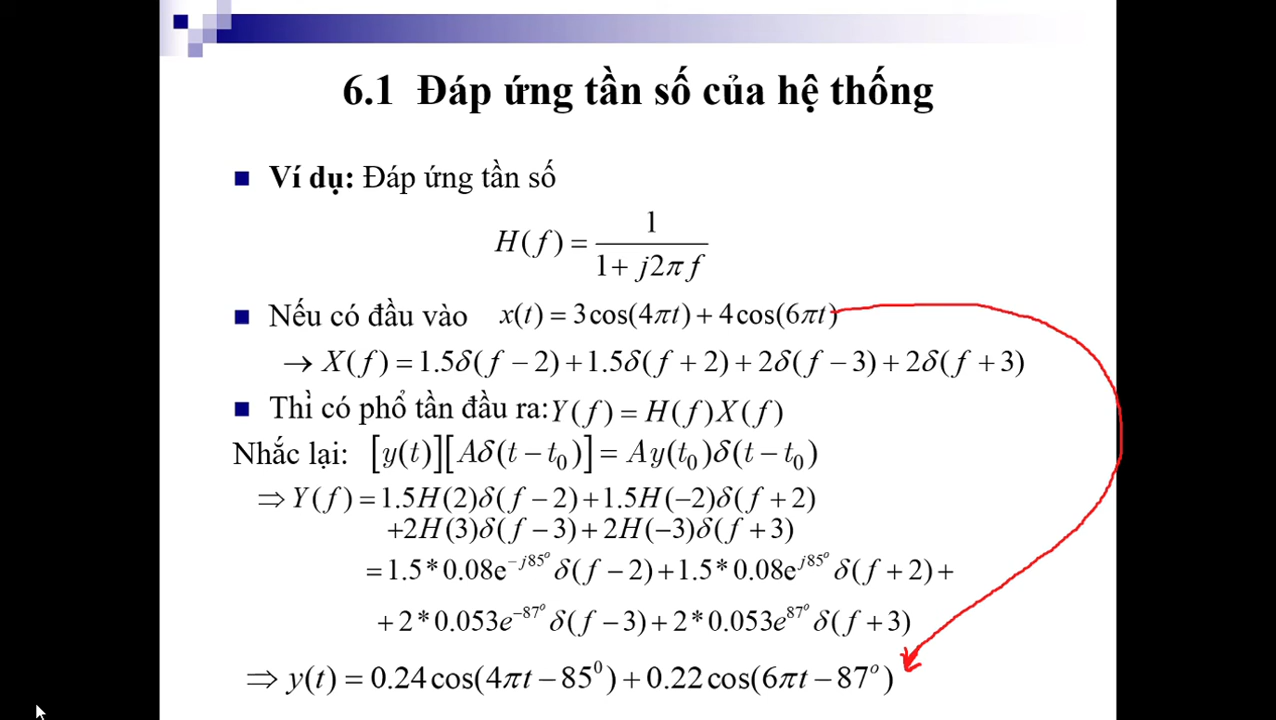 6.1 Đáp ứng tần số của hệ thống
Ví dụ: Đáp ứng tần số
H(f) = 1 / (1 + j2πf)
Nếu có đầu vào x(t) = 3cos(4πt) + 4cos(6πt)
→ X(f) = 1.5δ(f − 2) + 1.5δ(f + 2) + 2δ(f − 3) + 2δ(f + 3)
Thì có phổ tần đầu ra: Y(f) = H(f)X(f)
Nhắc lại: [y(t)][Aδ(t − t₀)] = Ay(t₀)δ(t − t₀)
⇒ Y(f) = 1.5H(2)δ(f − 2) + 1.5H(−2)δ(f + 2)
+2H(3)δ(f − 3) + 2H(−3)δ(f + 3)
= 1.5*0.08e^(−j85°) δ(f − 2) + 1.5*0.08e^(j85°) δ(f + 2) +
+ 2*0.053e^(−87°) δ(f − 3) + 2*0.053e^(87°) δ(f + 3)
⇒ y(t) = 0.24cos(4πt − 85⁰) + 0.22cos(6πt − 87°)